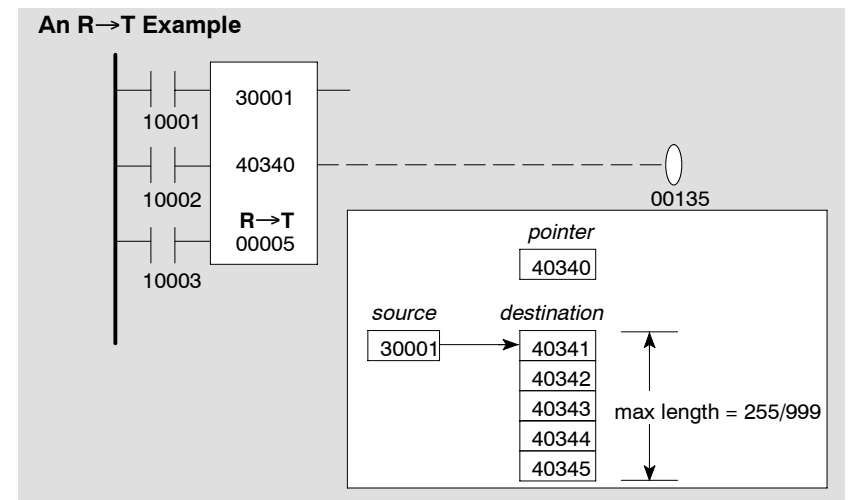 An R→T Example
30001
10001
40340
10002
00135
R→T
00005
10003
pointer
40340
source
destination
30001
40341
40342
40343
max length = 255/999
40344
40345